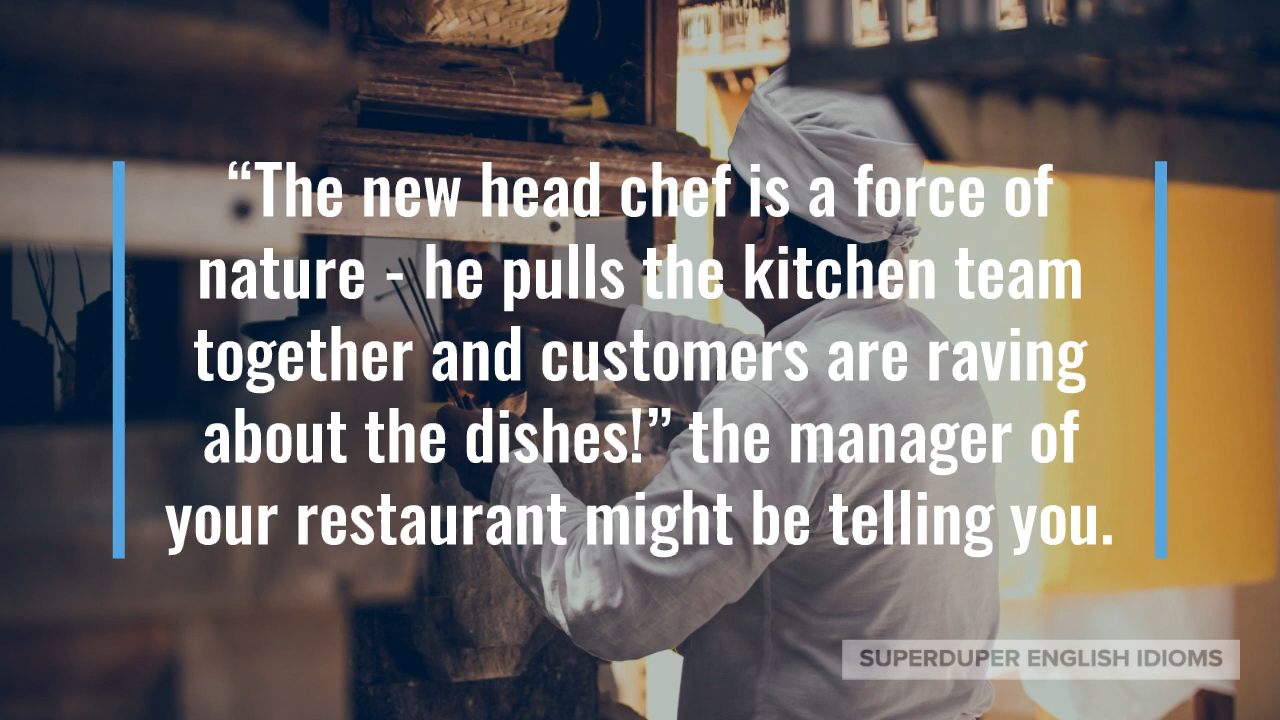 “The new head chef is a force of
nature - he pulls the kitchen team
together and customers are raving
about the dishes!” the manager of
your restaurant might be telling you.
SUPERDUPER ENGLISH IDIOMS